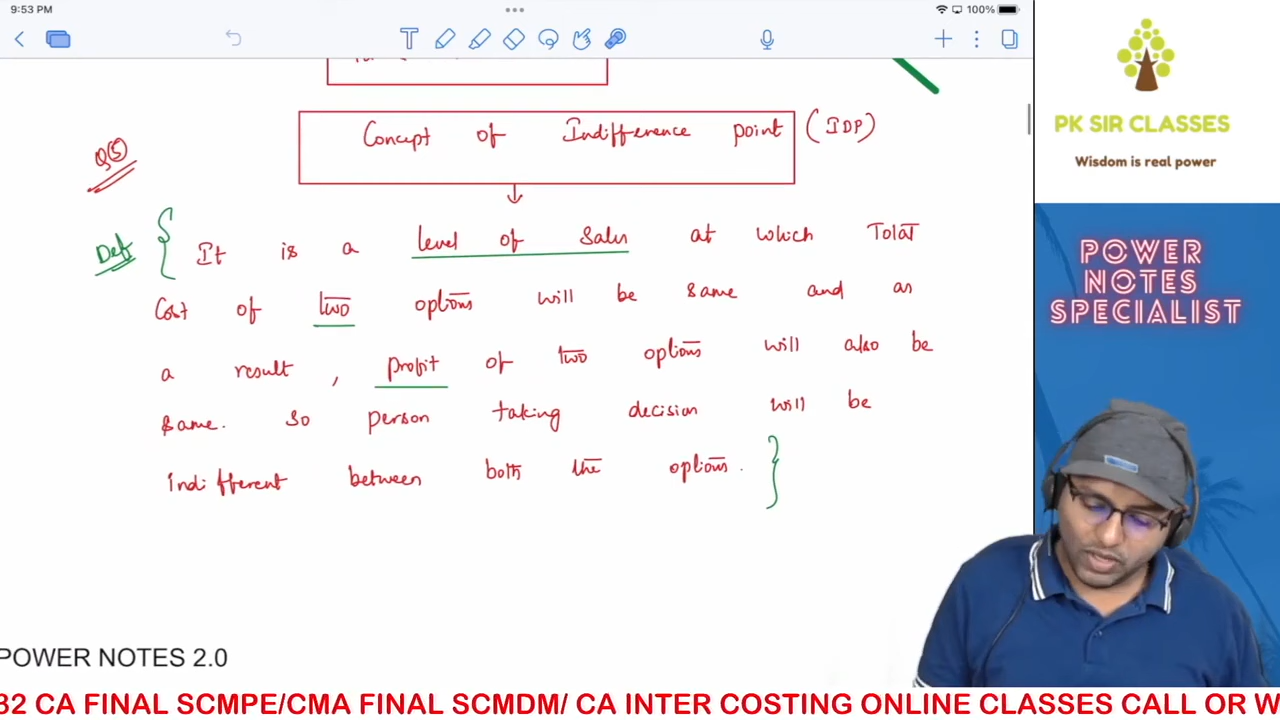 9:53 PM
100%
Concept of Indifference point (IDP)
Q(5)
Def
It is a level of sales at which Total
Cost of two options will be same and as
a result, profit of two options will also be
same. So person taking decision will be
Indifferent between both the options.
POWER NOTES 2.0
PK SIR CLASSES
Wisdom is real power
POWER
NOTES
SPECIALIST
32 CA FINAL SCMPE/CMA FINAL SCMDM/ CA INTER COSTING ONLINE CLASSES CALL OR W